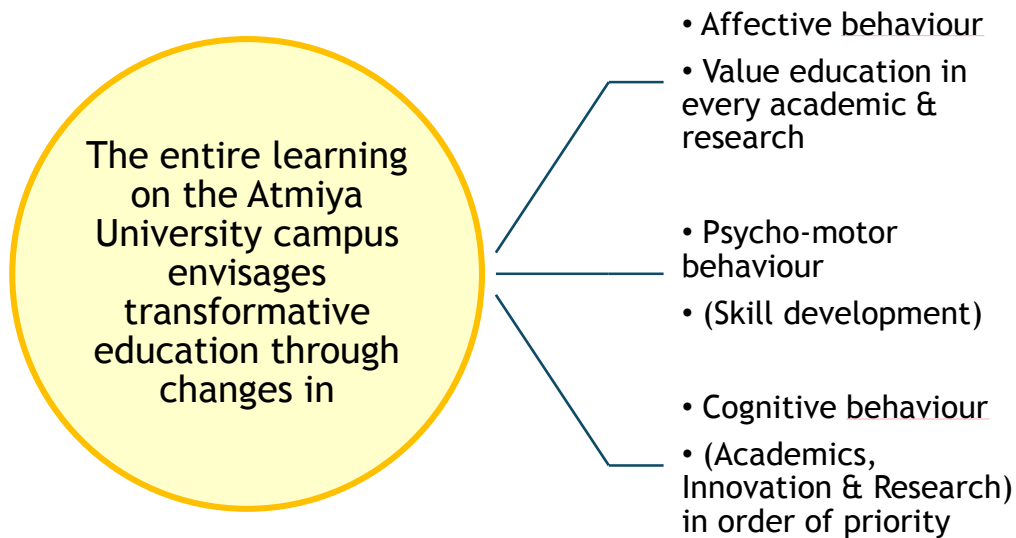 The entire learning
on the Atmiya
University campus
envisages
transformative
education through
changes in
• Affective behaviour
• Value education in
every academic &
research
• Psycho-motor
behaviour
• (Skill development)
• Cognitive behaviour
• (Academics,
Innovation & Research)
in order of priority